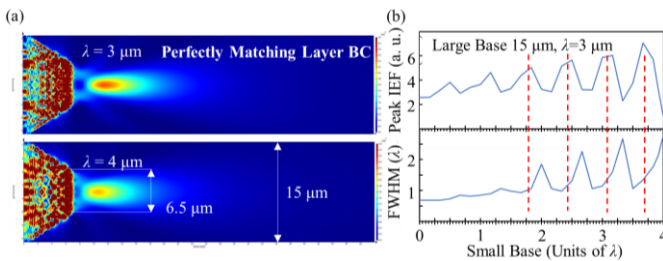 (a)
λ = 3 μm
Perfectly Matching Layer BC
λ = 4 μm
6.5 μm
15 μm
(b)
Large Base 15 μm, λ=3 μm
Peak IEF (a. u.)
6
4
2
FWHM (λ)
2
1
0 1 2 3 4
Small Base (Units of λ)